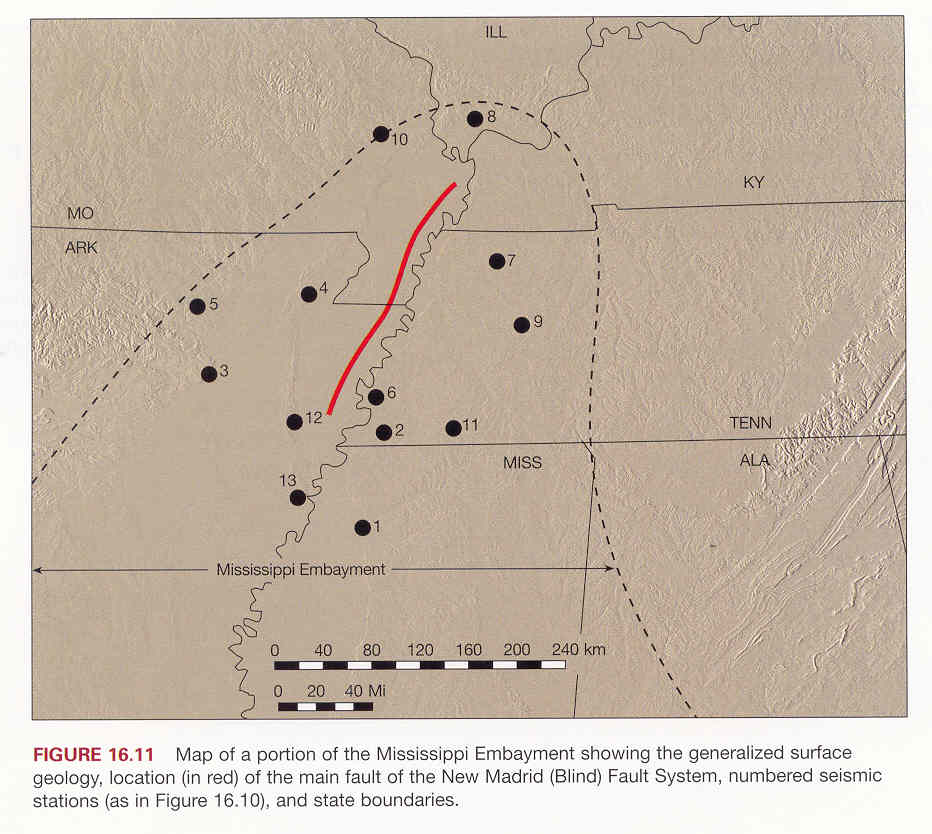 ILL
8
10
KY
MO
ARK
7
4
5
9
3
6
12
11
2
TENN
MISS
ALA
13
1
Mississippi Embayment
0 40 80 120 160 200 240 km
0 20 40 Mi
FIGURE 16.11 Map of a portion of the Mississippi Embayment showing the generalized surface
geology, location (in red) of the main fault of the New Madrid (Blind) Fault System, numbered seismic
stations (as in Figure 16.10), and state boundaries.